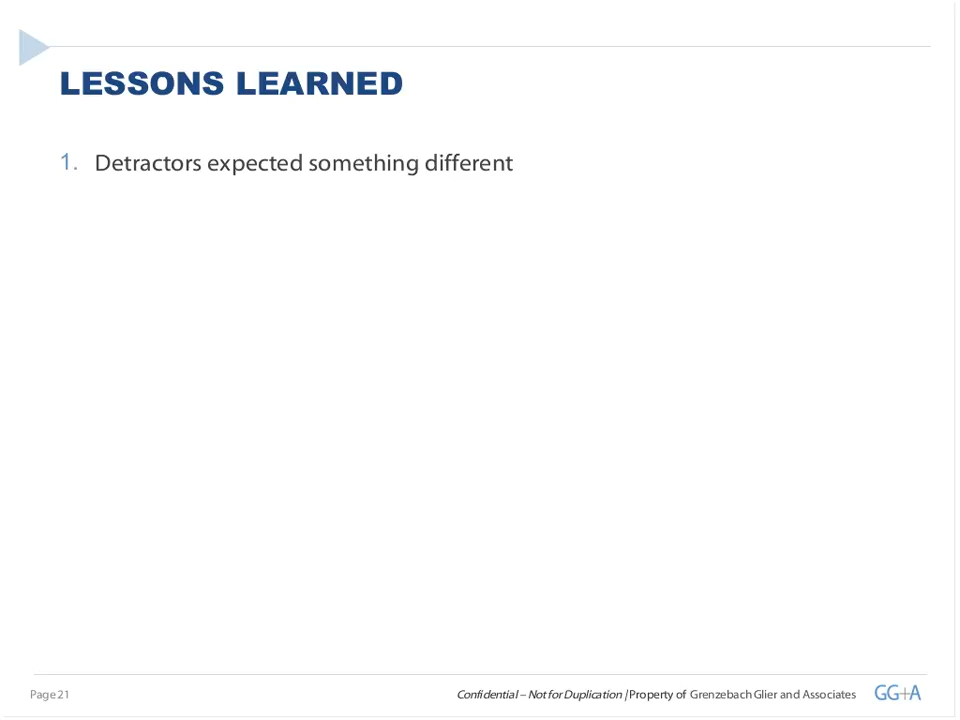 LESSONS LEARNED
1. Detractors expected something different
Page 21
Confidential – Not for Duplication | Property of Grenzebach Glier and Associates
GG+A